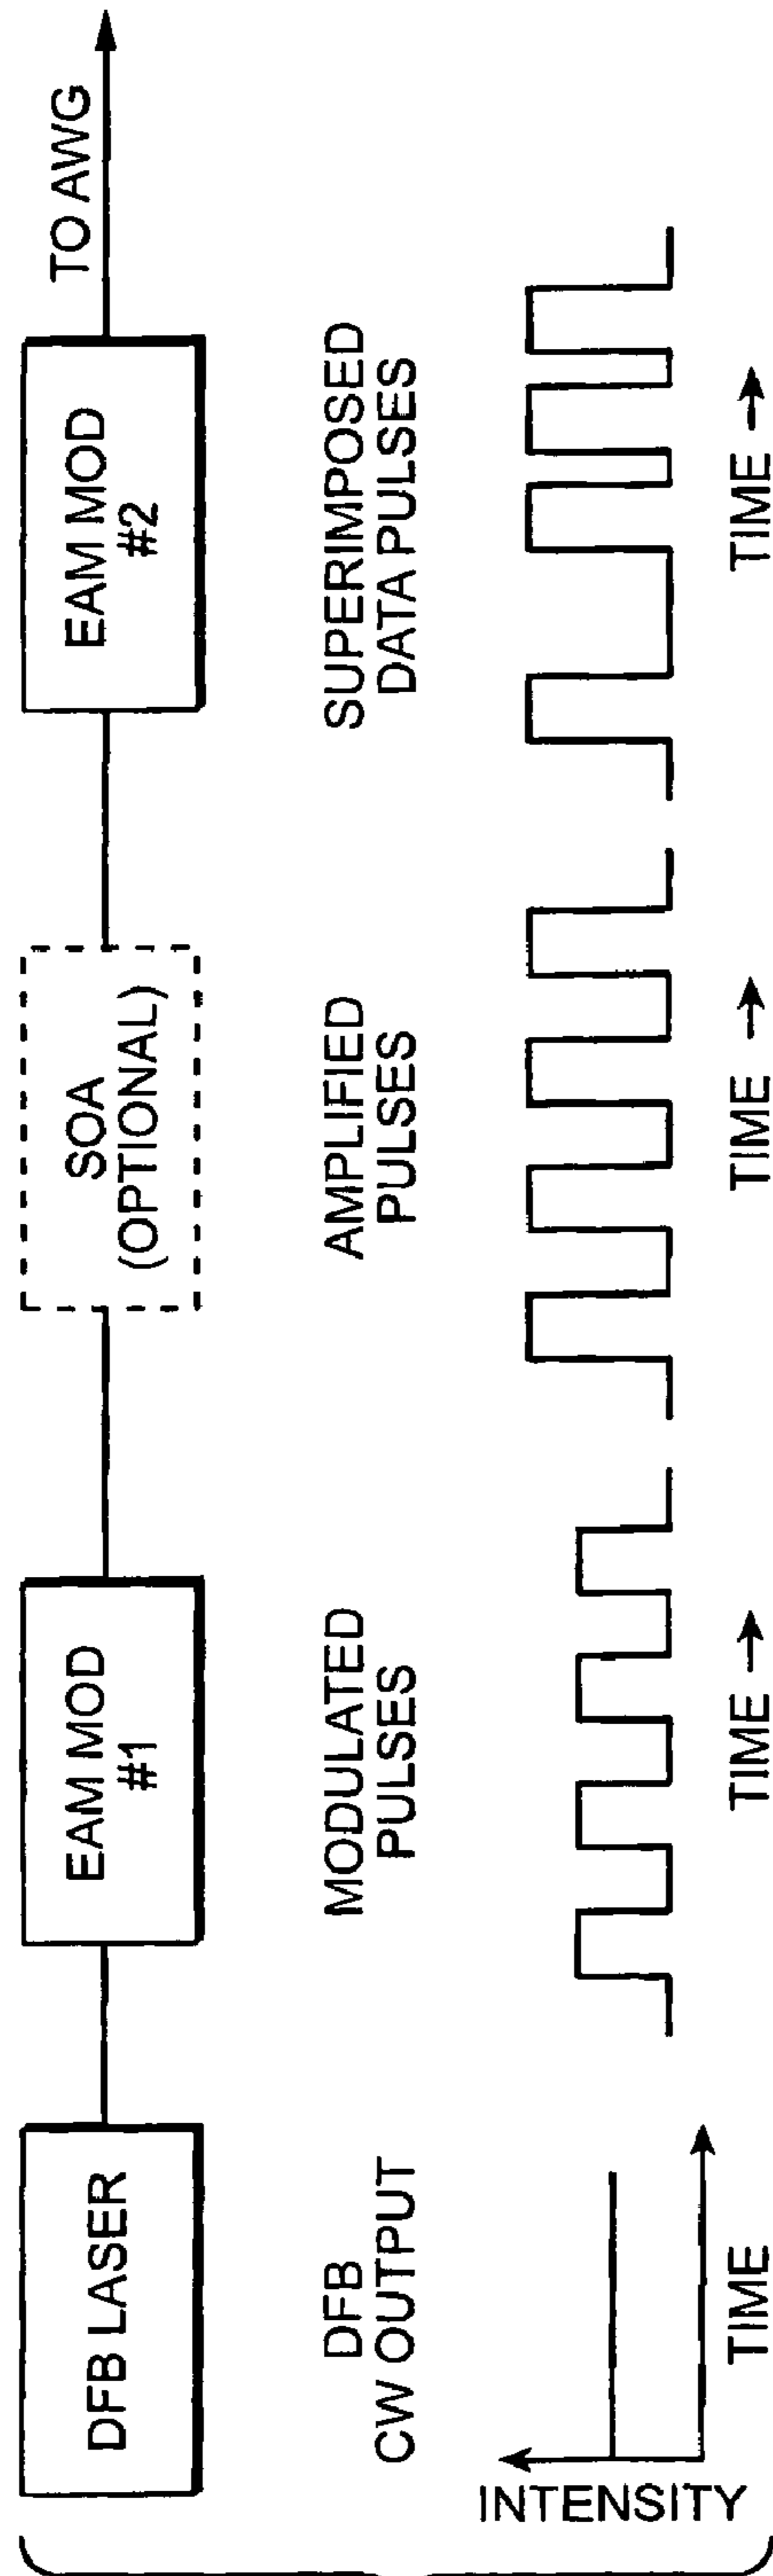 DFB LASER
EAM MOD
#1
SOA
(OPTIONAL)
EAM MOD
#2
TO AWG
DFB
CW OUTPUT
MODULATED
PULSES
AMPLIFIED
PULSES
SUPERIMPOSED
DATA PULSES
INTENSITY
TIME
TIME
TIME
TIME